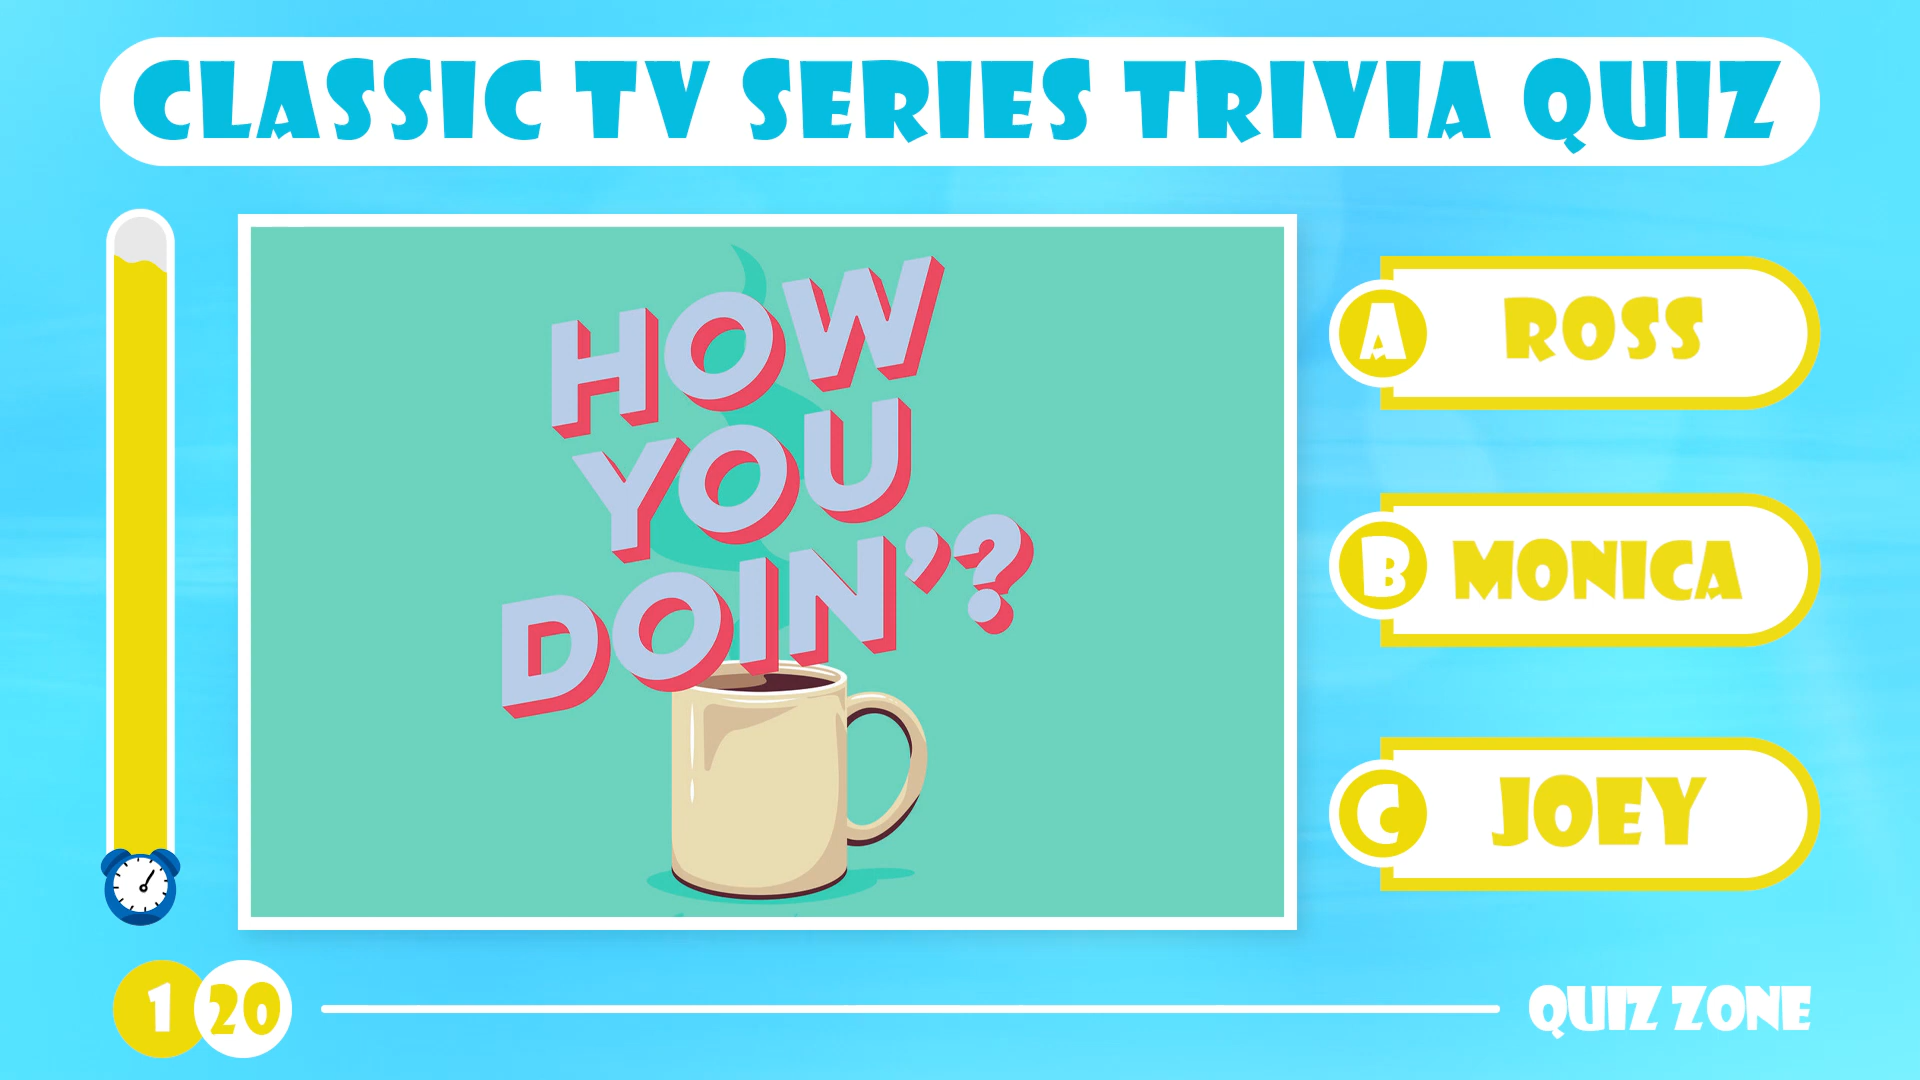 CLASSIC TV SERIES TRIVIA QUIZ
HOW
YOU
DOIN'?
A ROSS
B MONICA
C JOEY
1 20
QUIZ ZONE